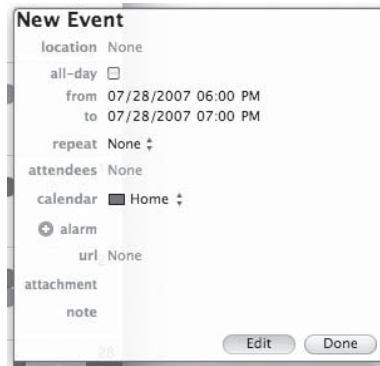 New Event
location None
all-day
from 07/28/2007 06:00 PM
to 07/28/2007 07:00 PM
repeat None
attendees None
calendar Home
alarm
url None
attachment
note
28
Edit Done